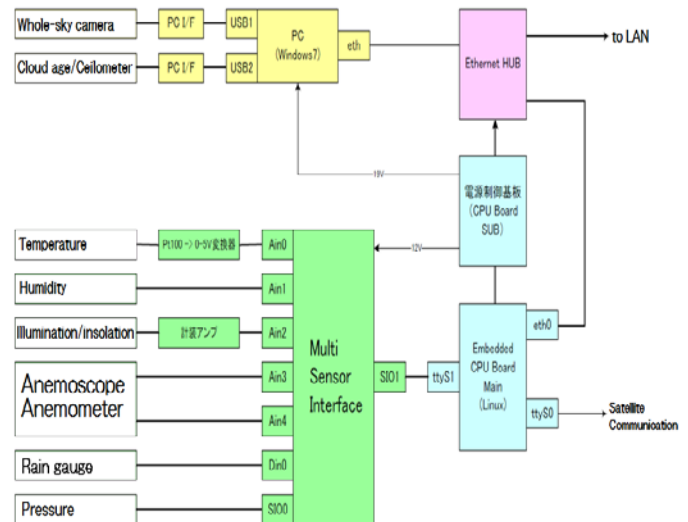 Whole-sky camera
PC I/F
USB1
Cloud age/Ceilometer
PC I/F
USB2
PC
(Windows7)
eth
Ethernet HUB
to LAN
19V
電源制御基板
(CPU Board
SUB)
12V
Temperature
Pt100 -> 0-5V変換器
Ain0
Humidity
Ain1
Illumination/insolation
計装アンプ
Ain2
Anemoscope
Anemometer
Ain3
Ain4
Rain gauge
Din0
Pressure
SIO0
Multi
Sensor
Interface
SIO1
ttyS1
Embedded
CPU Board
Main
(Linux)
eth0
ttyS0
Satellite
Communication